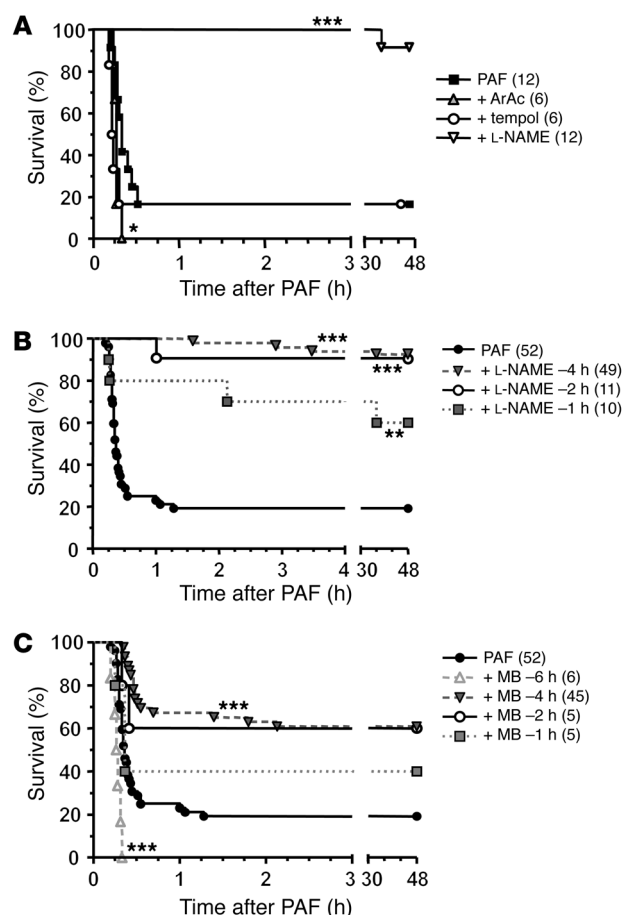 A
***
100
80
60
40
20
0
Survival (%)
*
0 1 2 3 30 48
Time after PAF (h)
PAF (12)
+ ArAc (6)
+ tempol (6)
+ L-NAME (12)
B
100
80
60
40
20
0
Survival (%)
***
***
**
0 1 2 3 4 30 48
Time after PAF (h)
PAF (52)
+ L-NAME –4 h (49)
+ L-NAME –2 h (11)
+ L-NAME –1 h (10)
C
100
80
60
40
20
0
Survival (%)
***
***
0 1 2 3 30 48
Time after PAF (h)
PAF (52)
+ MB –6 h (6)
+ MB –4 h (45)
+ MB –2 h (5)
+ MB –1 h (5)